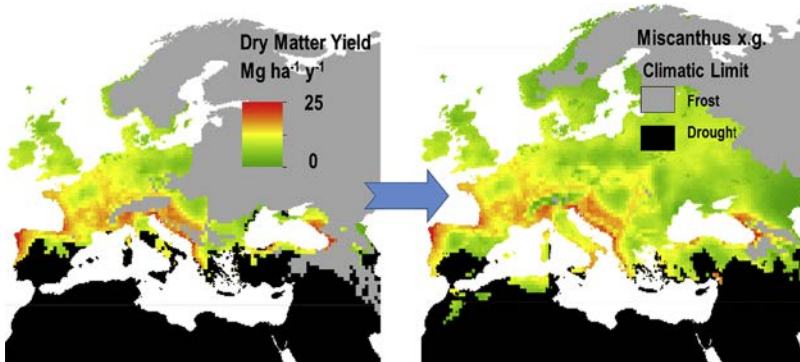 Dry Matter Yield
Mg ha⁻¹ y⁻¹
25
0
Miscanthus x.g.
Climatic Limit
Frost
Drought